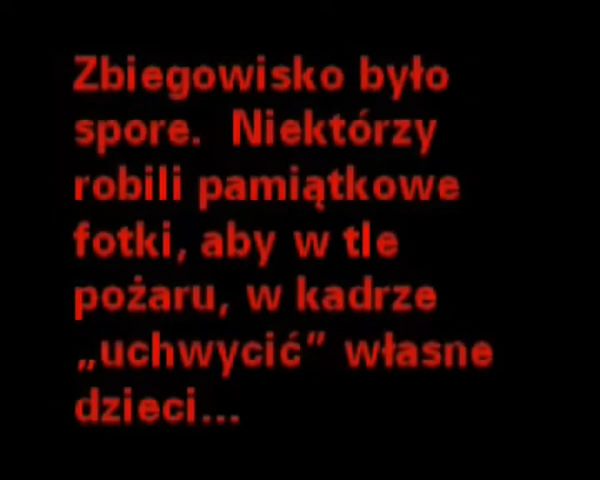 Zbiegowisko było
spore. Niektórzy
robili pamiątkowe
fotki, aby w tle
pożaru, w kadrze
„uchwycić” własne
dzieci...